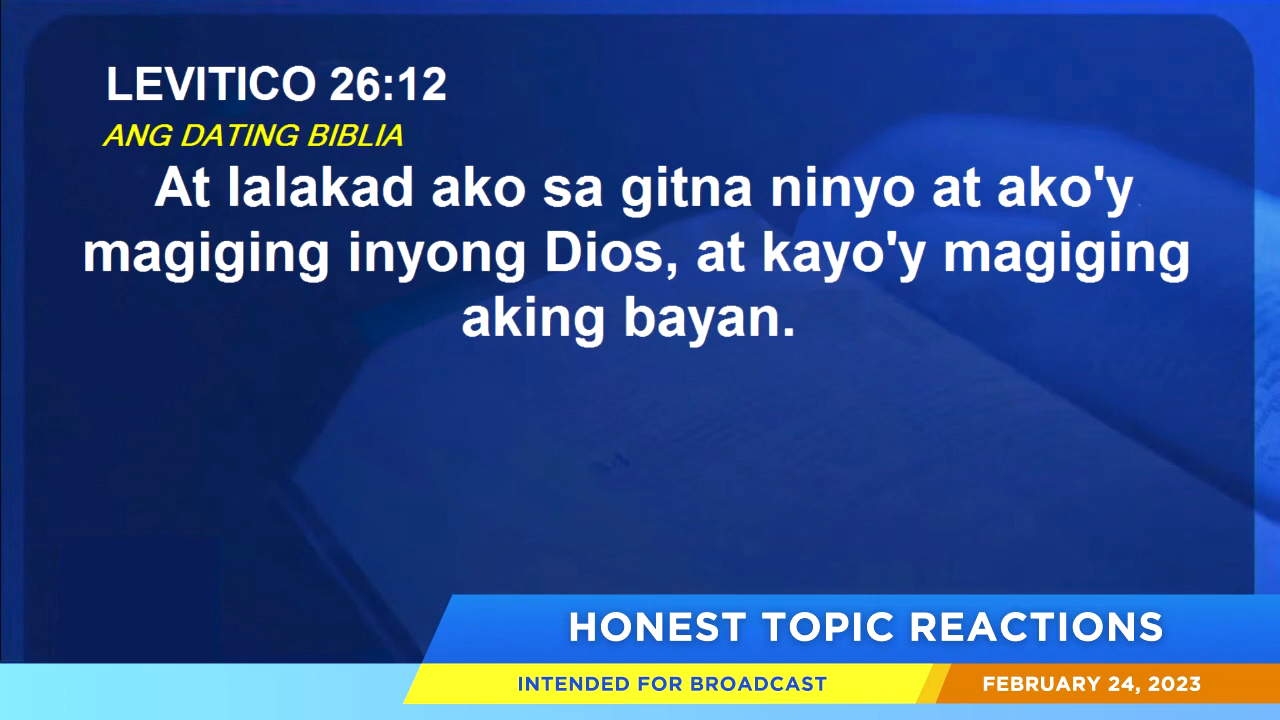 LEVITICO 26:12
ANG DATING BIBLIA
At lalakad ako sa gitna ninyo at ako'y
magiging inyong Dios, at kayo'y magiging
aking bayan.
HONEST TOPIC REACTIONS
INTENDED FOR BROADCAST
FEBRUARY 24, 2023